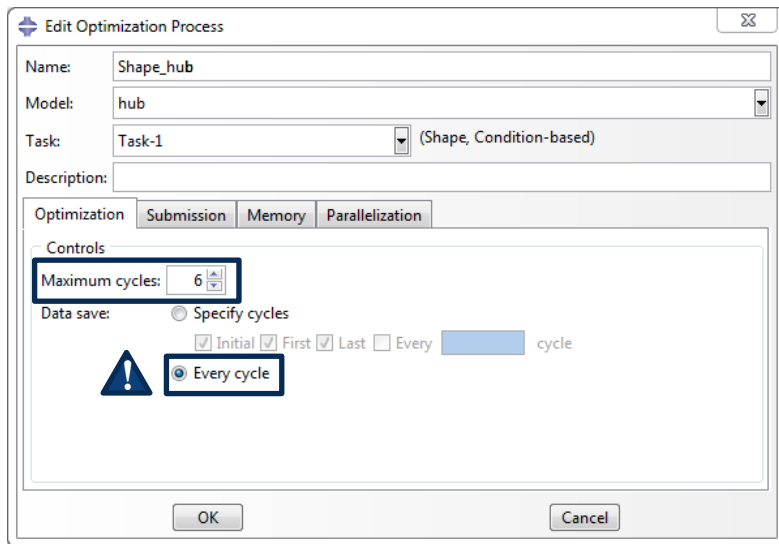 Edit Optimization Process
Name: Shape_hub
Model: hub
Task: Task-1 (Shape, Condition-based)
Description:
Optimization Submission Memory Parallelization
Controls
Maximum cycles: 6
Data save: Specify cycles
Initial First Last Every cycle
Every cycle
OK Cancel